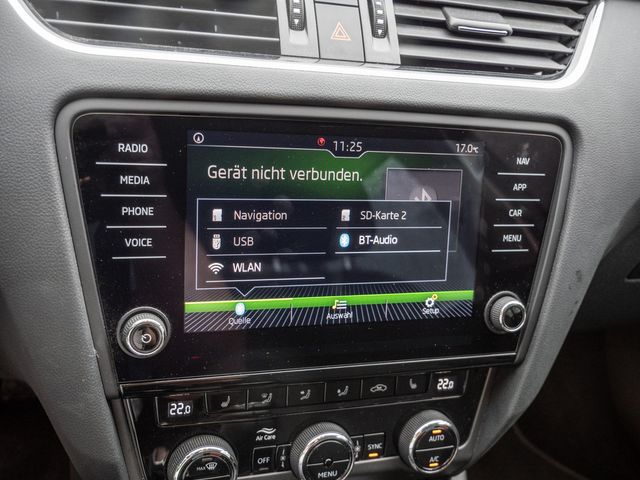 11:25
17.0°C
RADIO
MEDIA
PHONE
VOICE
Gerät nicht verbunden.
Navigation SD-Karte 2
USB BT-Audio
WLAN
Quelle Auswahl Setup
NAV
APP
CAR
MENU
22.0
22.0
Air Care
OFF
SYNC
AUTO
MAX
MENU
A/C